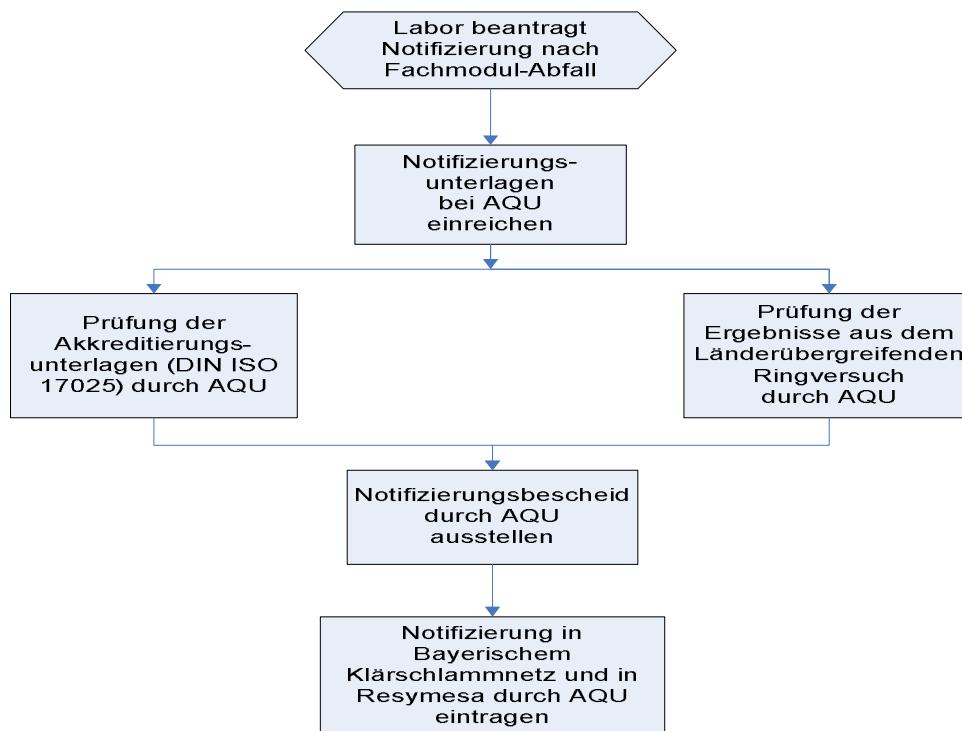 Labor beantragt
Notifizierung nach
Fachmodul-Abfall
Notifizierungs-
unterlagen
bei AQU
einreichen
Prüfung der
Akkreditierungs-
unterlagen (DIN ISO
17025) durch AQU
Prüfung der
Ergebnisse aus dem
Länderübergreifenden
Ringversuch
durch AQU
Notifizierungsbescheid
durch AQU
ausstellen
Notifizierung in
Bayerischem
Klärschlammnetz und in
Resymesa durch AQU
eintragen